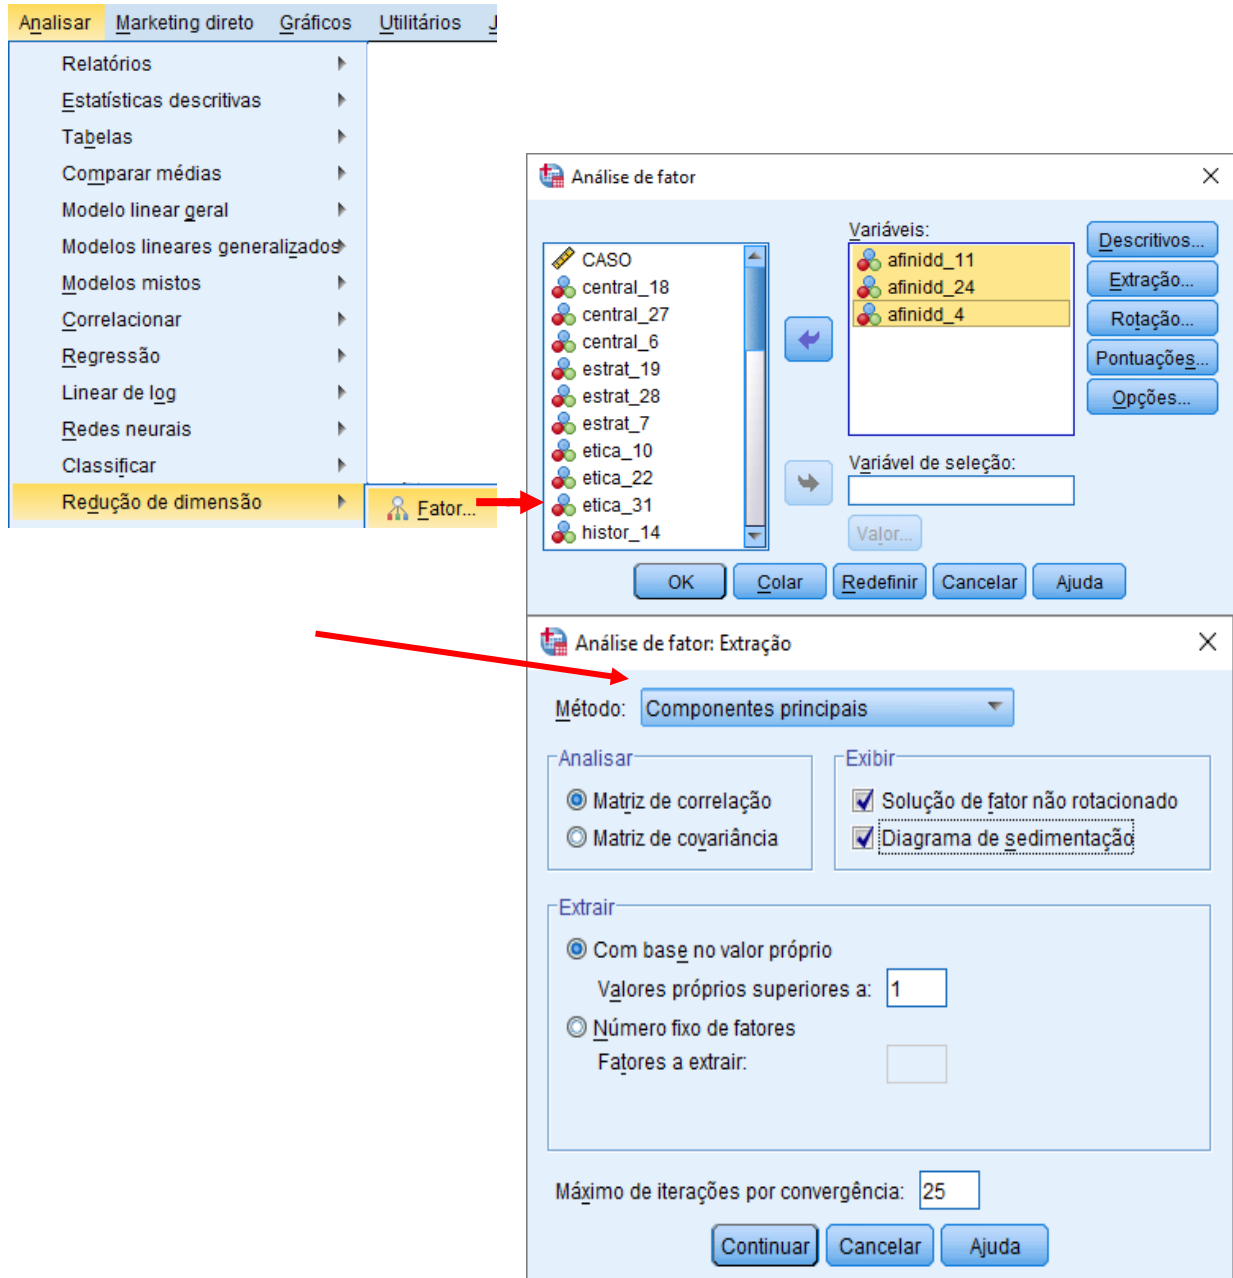 Analisar Marketing direto Gráficos Utilitários J
Relatórios
Estatísticas descritivas
Tabelas
Comparar médias
Modelo linear geral
Modelos lineares generalizados
Modelos mistos
Correlacionar
Regressão
Linear de log
Redes neurais
Classificar
Redução de dimensão
Fator...
Análise de fator
CASO
central_18
central_27
central_6
estrat_19
estrat_28
estrat_7
etica_10
etica_22
etica_31
histor_14
Variáveis:
afinidd_11
afinidd_24
afinidd_4
Variável de seleção:
Valor...
Descritivos...
Extração...
Rotação...
Pontuações...
Opções...
OK Colar Redefinir Cancelar Ajuda
Análise de fator: Extração
Método: Componentes principais
Analisar
Matriz de correlação
Matriz de covariância
Exibir
Solução de fator não rotacionado
Diagrama de sedimentação
Extrair
Com base no valor próprio
Valores próprios superiores a: 1
Número fixo de fatores
Fatores a extrair:
Máximo de iterações por convergência: 25
Continuar Cancelar Ajuda